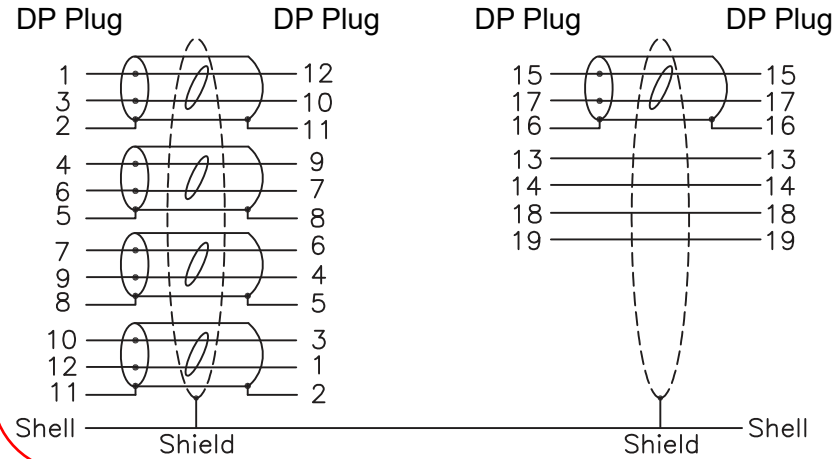 DP Plug DP Plug DP Plug DP Plug
1 12 15 15
3 10 17 17
2 11 16 16
4 9 13 13
6 7 14 14
5 8 18 18
7 6 19 19
9 4
8 5
10 3
12 1
11 2
Shell Shell
Shield Shield